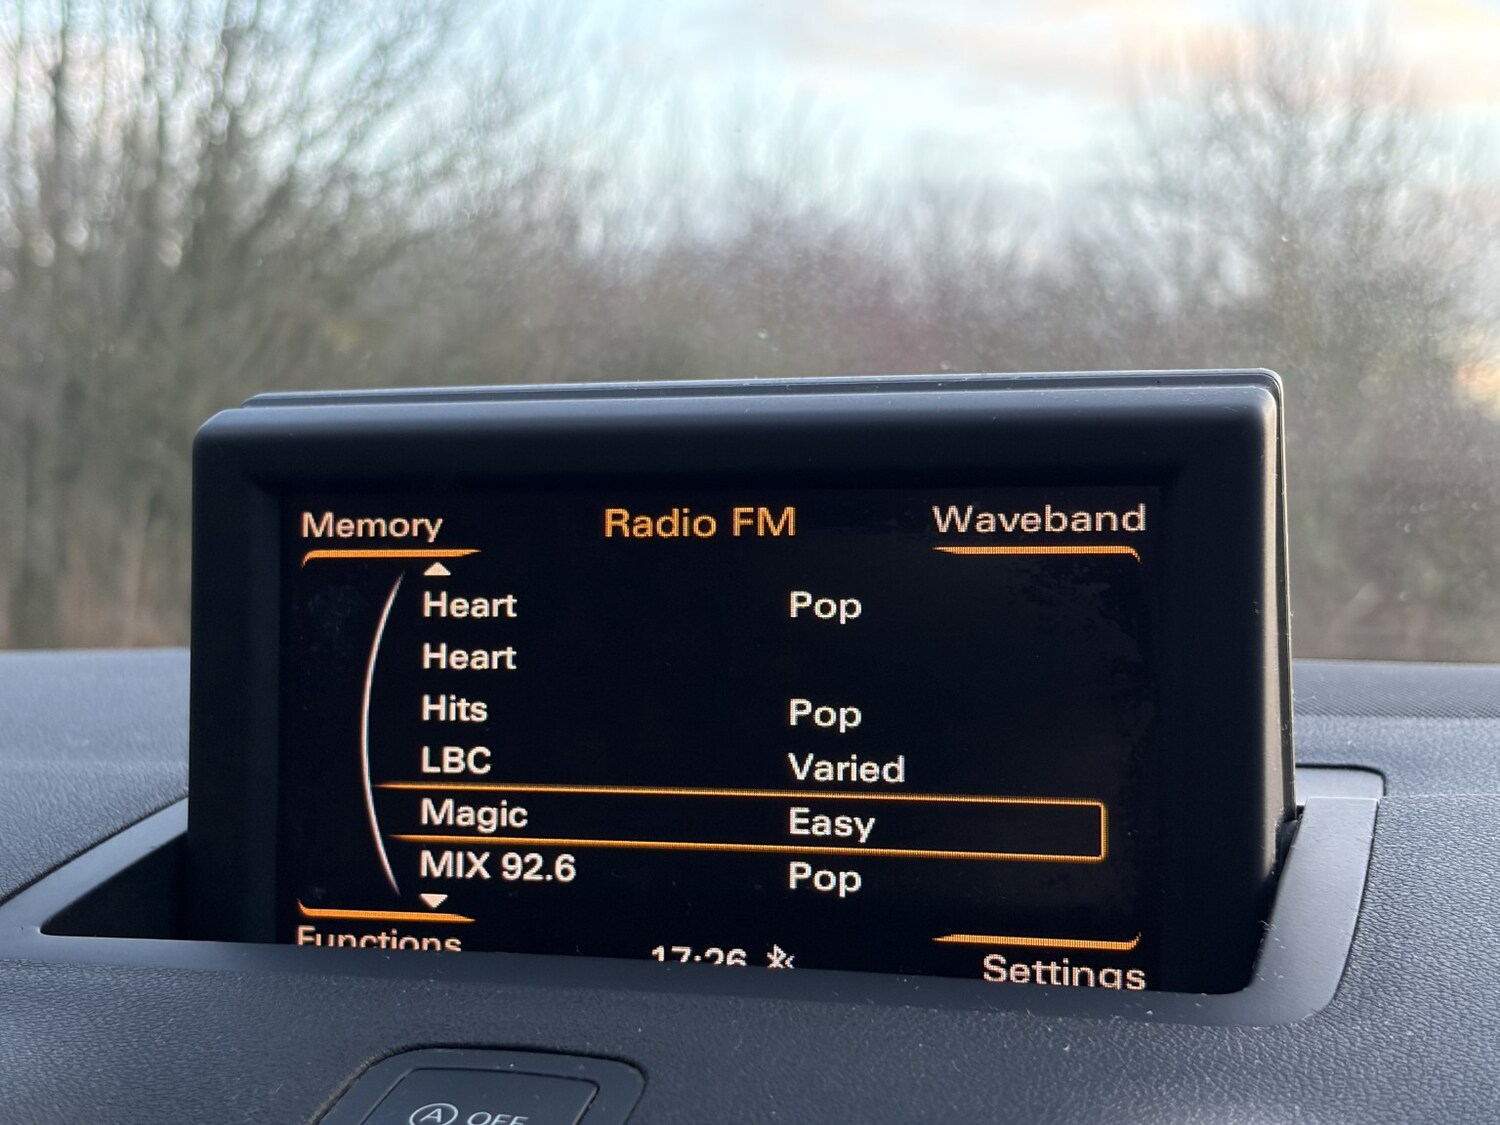 Memory Radio FM Waveband
Heart Pop
Heart
Hits Pop
LBC Varied
Magic Easy
MIX 92.6 Pop
Functions 17:26 Settings
A OFF